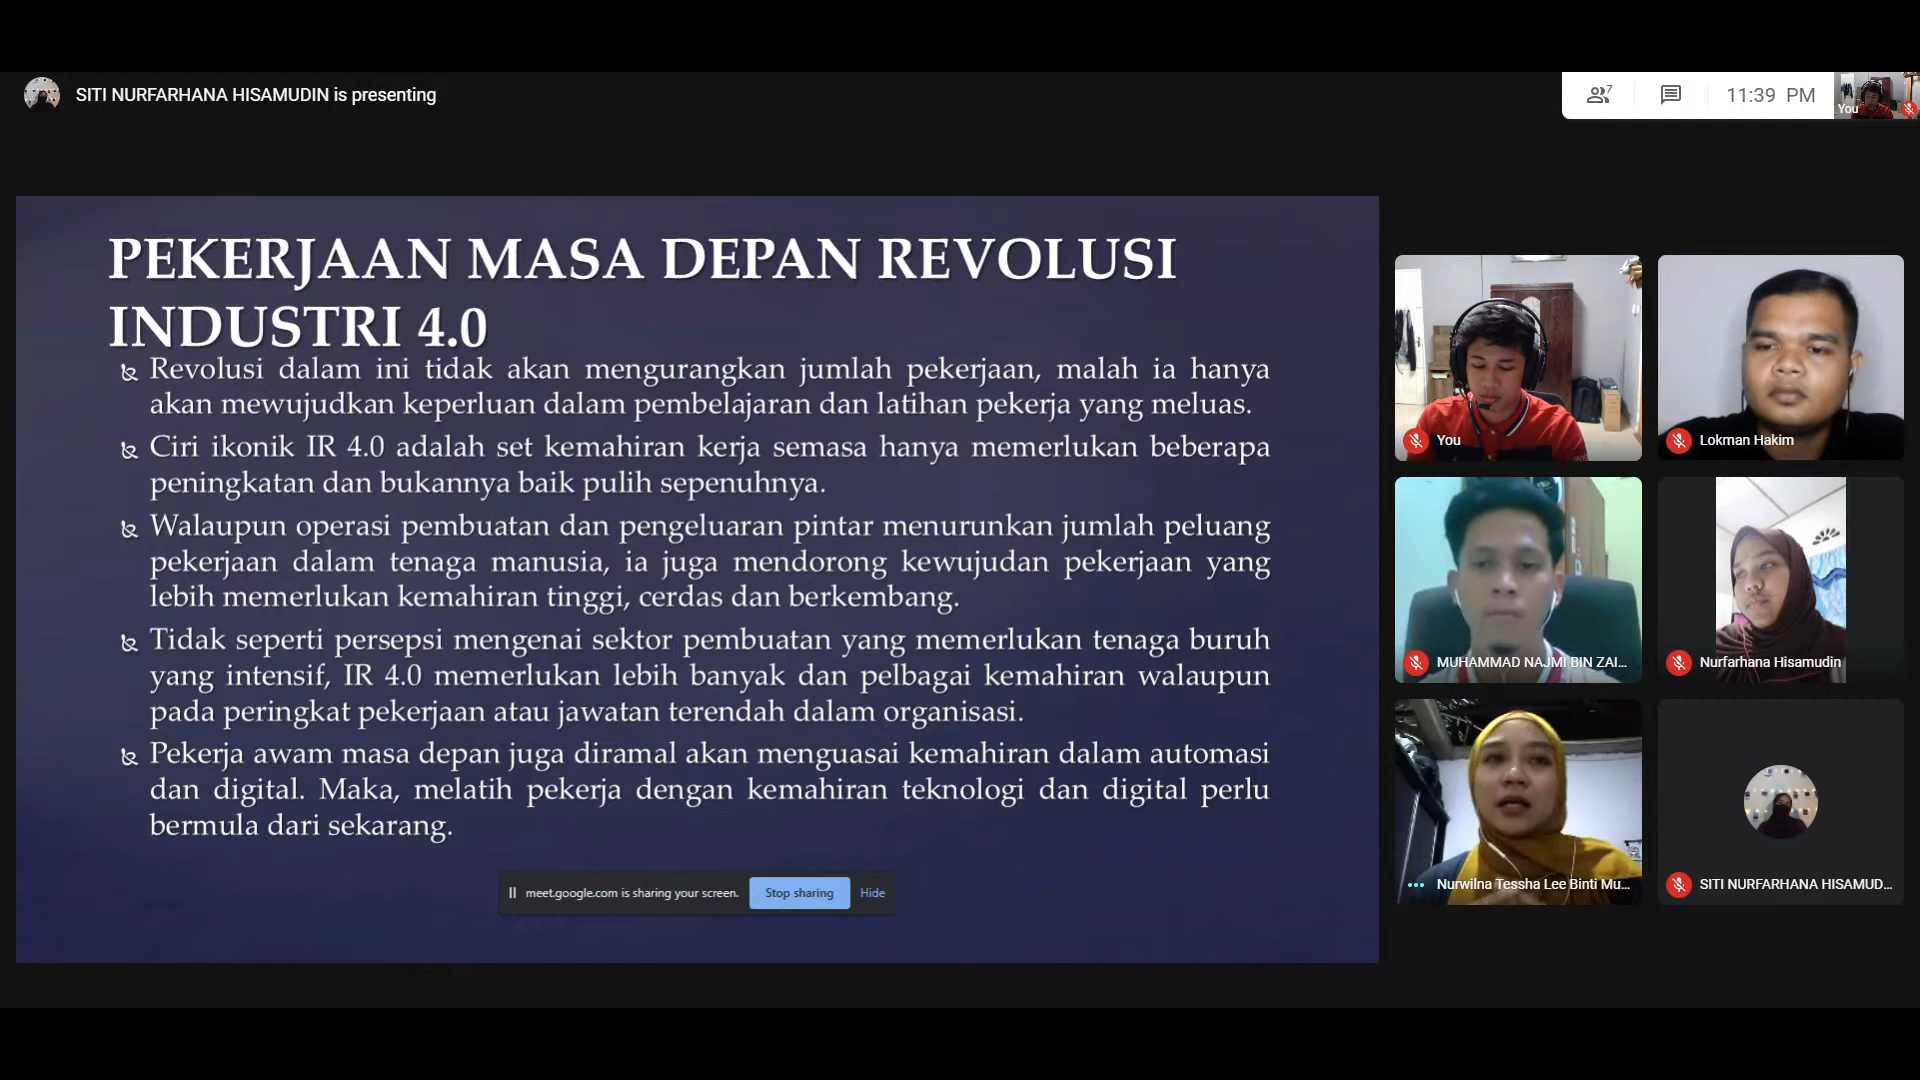 SITI NURFARHANA HISAMUDIN is presenting
7
11:39 PM
You
PEKERJAAN MASA DEPAN REVOLUSI
INDUSTRI 4.0
Revolusi dalam ini tidak akan mengurangkan jumlah pekerjaan, malah ia hanya
akan mewujudkan keperluan dalam pembelajaran dan latihan pekerja yang meluas.
Ciri ikonik IR 4.0 adalah set kemahiran kerja semasa hanya memerlukan beberapa
peningkatan dan bukannya baik pulih sepenuhnya.
Walaupun operasi pembuatan dan pengeluaran pintar menurunkan jumlah peluang
pekerjaan dalam tenaga manusia, ia juga mendorong kewujudan pekerjaan yang
lebih memerlukan kemahiran tinggi, cerdas dan berkembang.
Tidak seperti persepsi mengenai sektor pembuatan yang memerlukan tenaga buruh
yang intensif, IR 4.0 memerlukan lebih banyak dan pelbagai kemahiran walaupun
pada peringkat pekerjaan atau jawatan terendah dalam organisasi.
Pekerja awam masa depan juga diramal akan menguasai kemahiran dalam automasi
dan digital. Maka, melatih pekerja dengan kemahiran teknologi dan digital perlu
bermula dari sekarang.
meet.google.com is sharing your screen.
Stop sharing
Hide
You
Lokman Hakim
MUHAMMAD NAJMI BIN ZAI...
Nurfarhana Hisamudin
Nurwilna Tessha Lee Binti Mu...
SITI NURFARHANA HISAMUD...